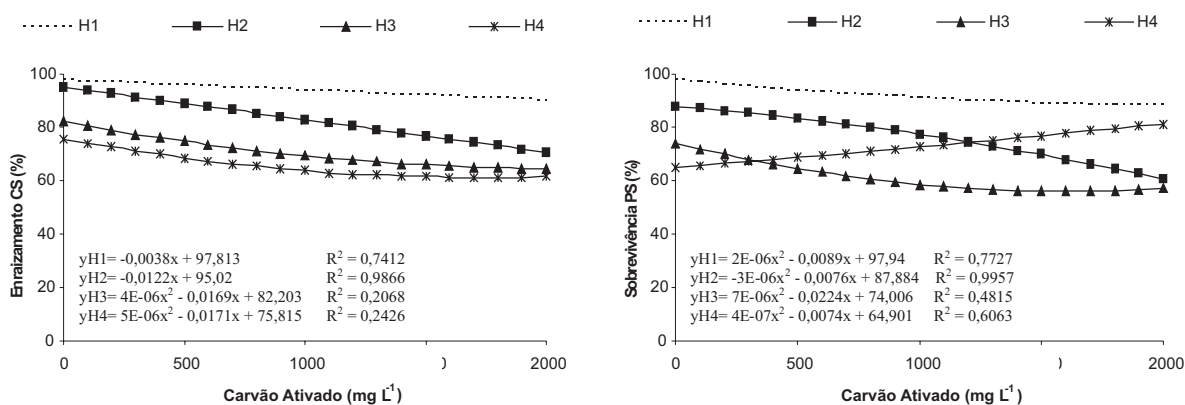 H1 H2 H3 H4
Enraizamento CS (%)
100
80
60
40
20
0
yH1= -0,0038x + 97,813 R² = 0,7412
yH2= -0,0122x + 95,02 R² = 0,9866
yH3= 4E-06x² - 0,0169x + 82,203 R² = 0,2068
yH4= 5E-06x² - 0,0171x + 75,815 R² = 0,2426
0 500 1000 0 2000
Carvão Ativado (mg L⁻¹)
H1 H2 H3 H4
Sobrevivência PS (%)
100
80
60
40
20
0
yH1= 2E-06x² - 0,0089x + 97,94 R² = 0,7727
yH2= -3E-06x² - 0,0076x + 87,884 R² = 0,9957
yH3= 7E-06x² - 0,0224x + 74,006 R² = 0,4815
yH4= 4E-07x² - 0,0074x + 64,901 R² = 0,6063
0 500 1000 0 2000
Carvão Ativado (mg L⁻¹)